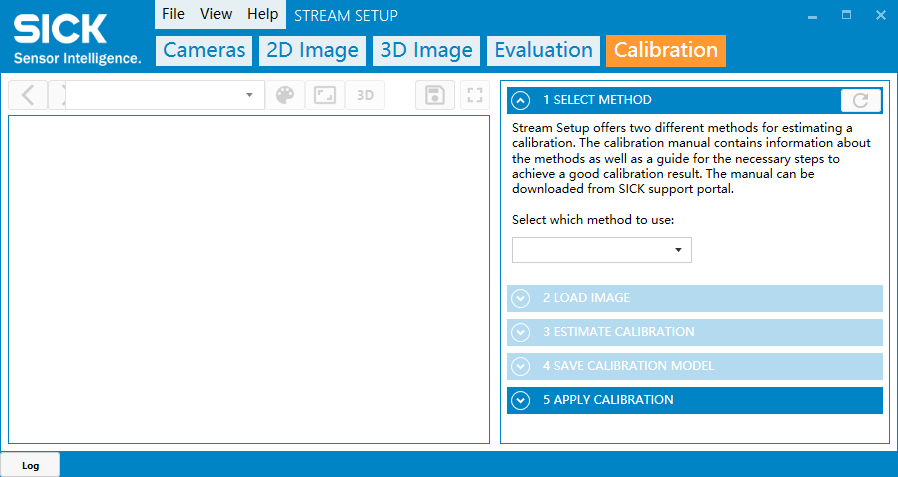 SICK
Sensor Intelligence.
File View Help STREAM SETUP
Cameras 2D Image 3D Image Evaluation Calibration
3D
1 SELECT METHOD
Stream Setup offers two different methods for estimating a
calibration. The calibration manual contains information about
the methods as well as a guide for the necessary steps to
achieve a good calibration result. The manual can be
downloaded from SICK support portal.
Select which method to use:
2 LOAD IMAGE
3 ESTIMATE CALIBRATION
4 SAVE CALIBRATION MODEL
5 APPLY CALIBRATION
Log